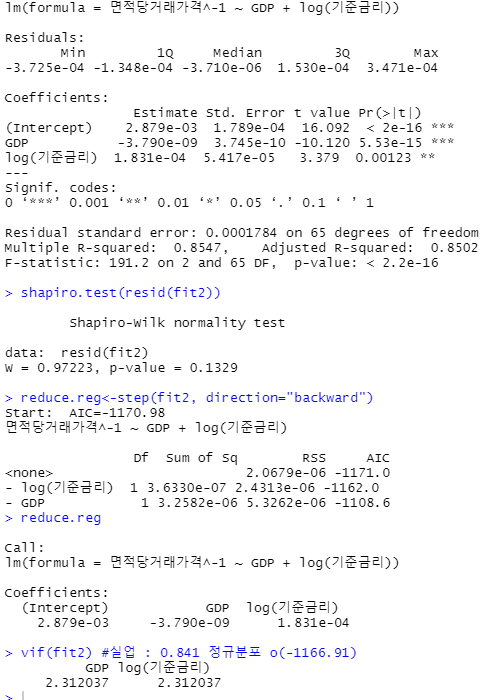 lm(formula = 면적당거래가격^-1 ~ GDP + log(기준금리))
Residuals:
Min 1Q Median 3Q Max
-3.725e-04 -1.348e-04 -3.710e-06 1.530e-04 3.471e-04
Coefficients:
Estimate Std. Error t value Pr(>|t|)
(Intercept) 2.879e-03 1.789e-04 16.092 < 2e-16 ***
GDP -3.790e-09 3.745e-10 -10.120 5.53e-15 ***
log(기준금리) 1.831e-04 5.417e-05 3.379 0.00123 **
---
Signif. codes:
0 ‘***’ 0.001 ‘**’ 0.01 ‘*’ 0.05 ‘.’ 0.1 ‘ ’ 1
Residual standard error: 0.0001784 on 65 degrees of freedom
Multiple R-squared: 0.8547, Adjusted R-squared: 0.8502
F-statistic: 191.2 on 2 and 65 DF, p-value: < 2.2e-16
> shapiro.test(resid(fit2))
Shapiro-Wilk normality test
data: resid(fit2)
W = 0.97223, p-value = 0.1329
> reduce.reg<-step(fit2, direction="backward")
Start: AIC=-1170.98
면적당거래가격^-1 ~ GDP + log(기준금리)
Df Sum of Sq RSS AIC
<none> 2.0679e-06 -1171.0
- log(기준금리) 1 3.6330e-07 2.4313e-06 -1162.0
- GDP 1 3.2582e-06 5.3262e-06 -1108.6
> reduce.reg
Call:
lm(formula = 면적당거래가격^-1 ~ GDP + log(기준금리))
Coefficients:
(Intercept) GDP log(기준금리)
2.879e-03 -3.790e-09 1.831e-04
> vif(fit2) #실업 : 0.841 정규분포 o(-1166.91)
GDP log(기준금리)
2.312037 2.312037
>